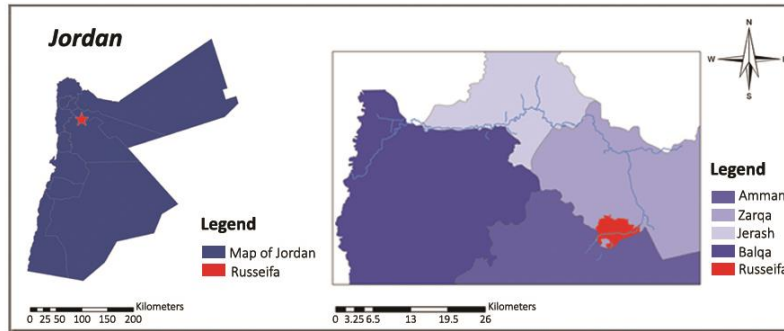 Jordan
Legend
Map of Jordan
Russeifa
Kilometers
0 25 50 100 150 200
N
W
S
Legend
Amman
Zarqa
Jerash
Balqa
Russeifa
Kilometers
0 3.25 6.5 13 19.5 26